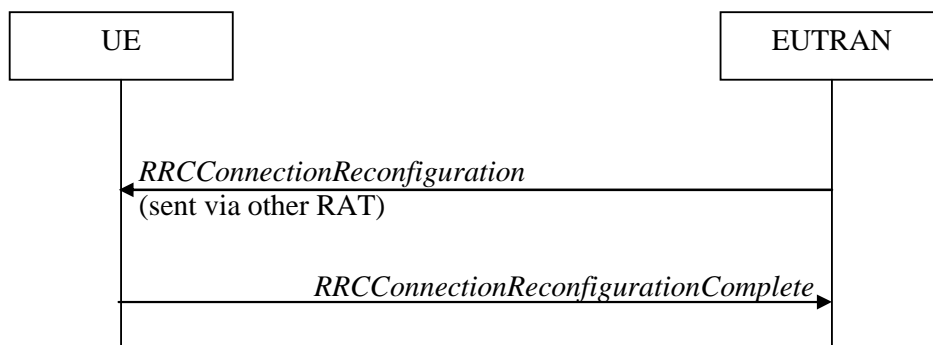 UE
EUTRAN
RRCConnectionReconfiguration
(sent via other RAT)
RRCConnectionReconfigurationComplete